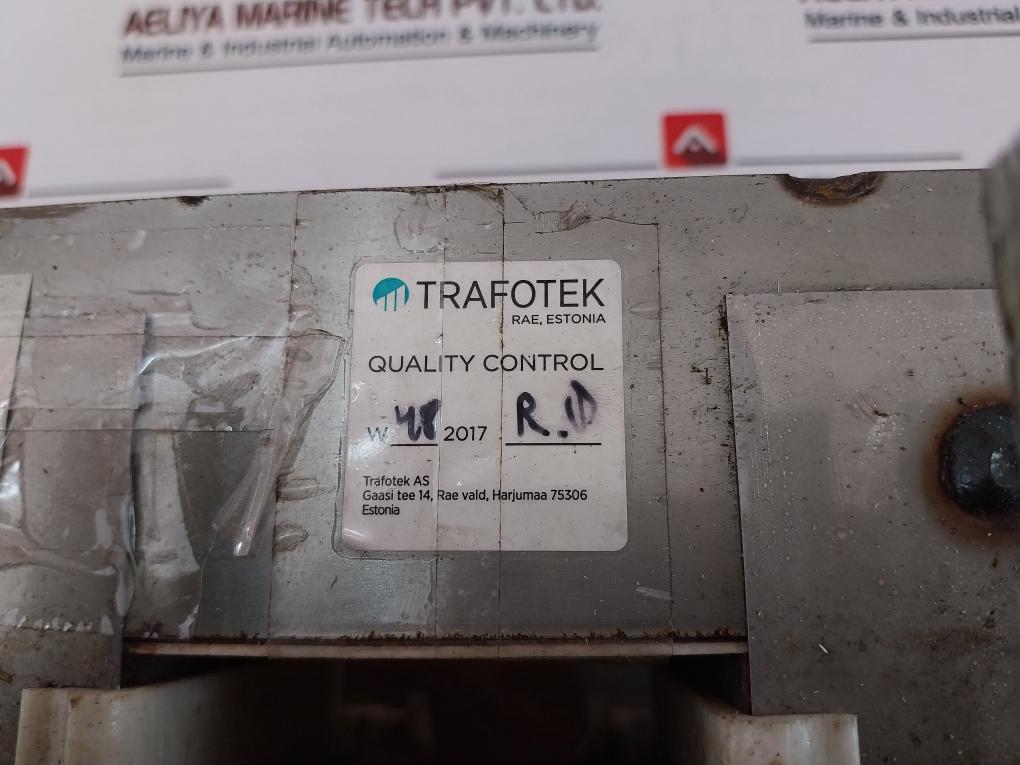 AELIYA MARINE TECH PVT. LTD.
Marine & Industrial Automation & Machinery
Marine & Industrial
TRAFOTEK
RAE, ESTONIA
QUALITY CONTROL
W 48 2017
Trafotek AS
Gaasi tee 14, Rae vald, Harjumaa 75306
Estonia